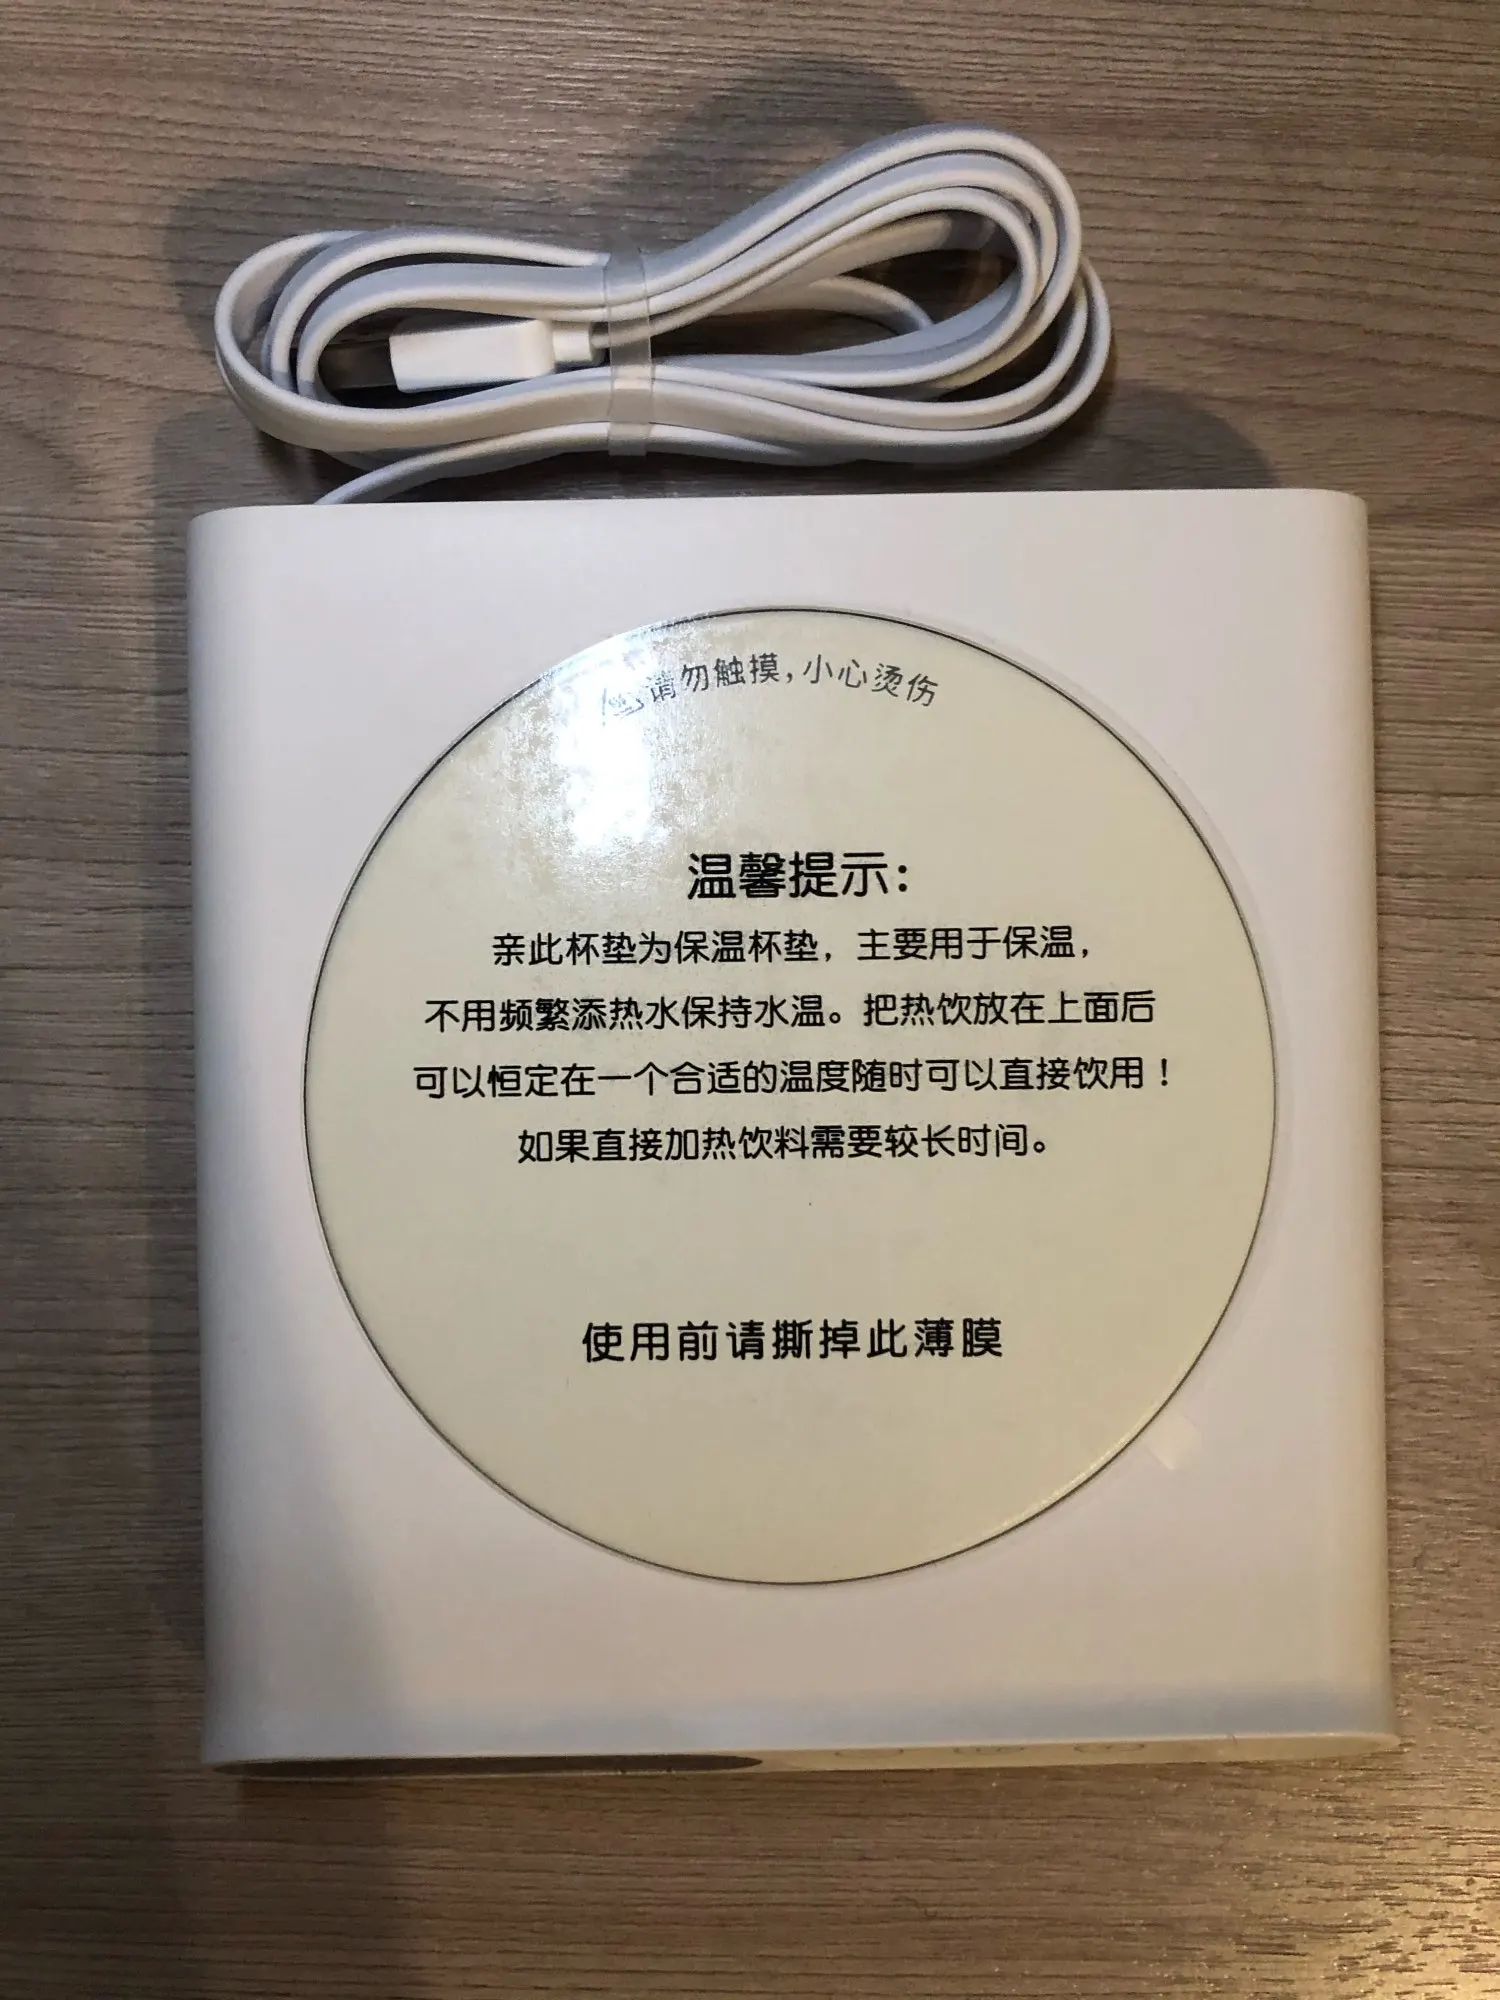 请勿触摸,小心烫伤
温馨提示:
亲此杯垫为保温杯垫，主要用于保温，
不用频繁添热水保持水温。把热饮放在上面后
可以恒定在一个合适的温度随时可以直接饮用！
如果直接加热饮料需要较长时间。
使用前请撕掉此薄膜